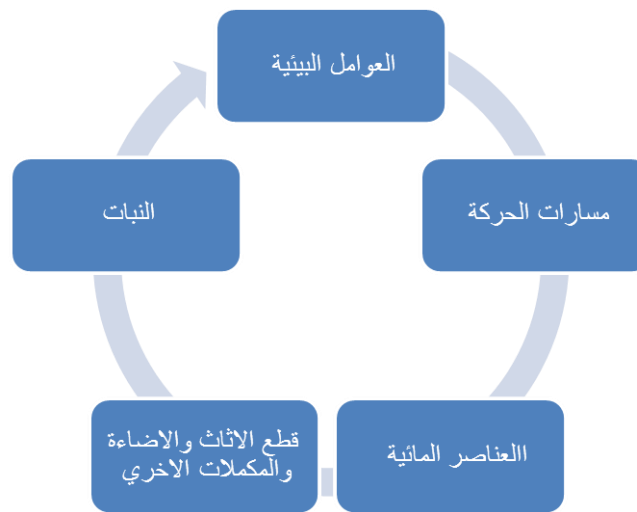 العوامل البيئية
مسارات الحركة
االعناصر المائية
قطع الاثاث والاضاءة
والمكملات الاخري
النبات